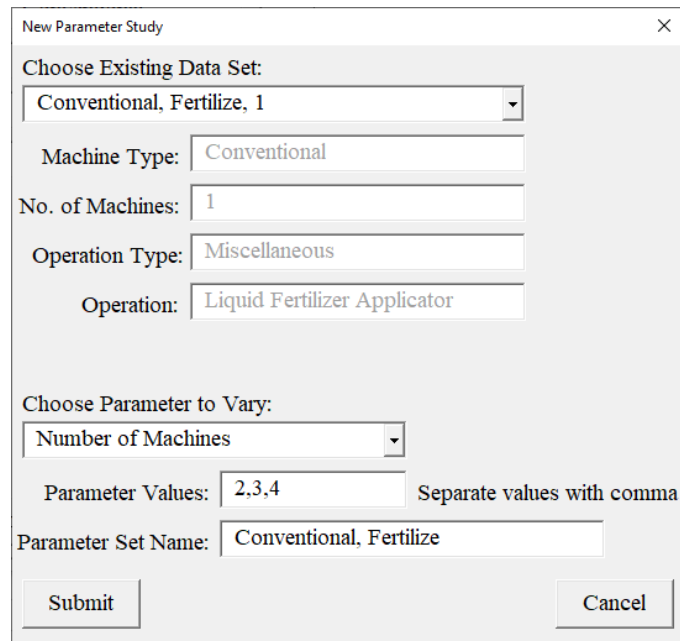 New Parameter Study
Choose Existing Data Set:
Conventional, Fertilize, 1
Machine Type: Conventional
No. of Machines: 1
Operation Type: Miscellaneous
Operation: Liquid Fertilizer Applicator
Choose Parameter to Vary:
Number of Machines
Parameter Values: 2,3,4 Separate values with comma
Parameter Set Name: Conventional, Fertilize
Submit Cancel